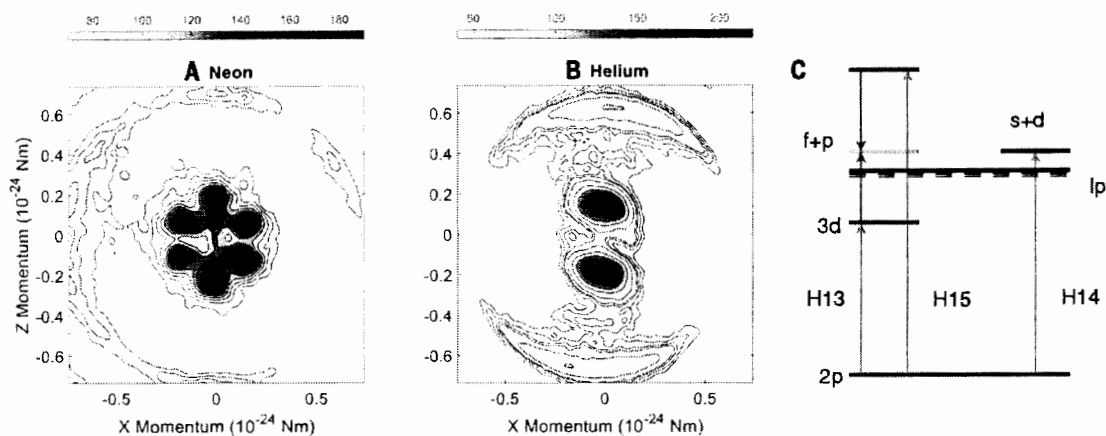 80 100 120 140 160 180
50 100 150 200
A Neon
B Helium
C
0.6
0.4
0.2
0
-0.2
-0.4
-0.6
Z Momentum (10⁻²⁴ Nm)
-0.5 0 0.5
X Momentum (10⁻²⁴ Nm)
0.6
0.4
0.2
0
-0.2
-0.4
-0.6
-0.5 0 0.5
X Momentum (10⁻²⁴ Nm)
s+d
f+p
Ip
3d
H13
H15
H14
2p